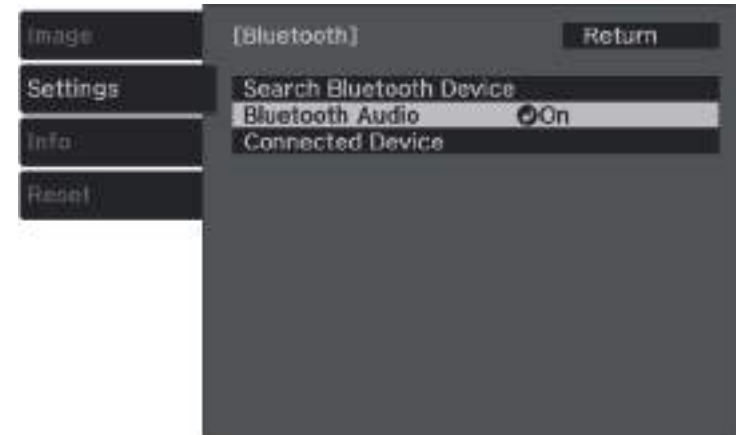 Image
Settings
Info
Reset
[Bluetooth]
Return
Search Bluetooth Device
Bluetooth Audio On
Connected Device